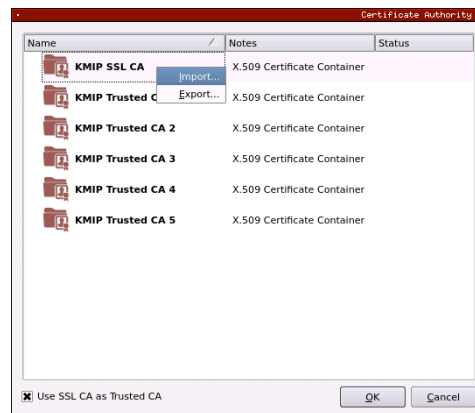 Certificate Authority
Name Notes Status
KMIP SSL CA X.509 Certificate Container
Import...
KMIP Trusted C X.509 Certificate Container
Export...
KMIP Trusted CA 2 X.509 Certificate Container
KMIP Trusted CA 3 X.509 Certificate Container
KMIP Trusted CA 4 X.509 Certificate Container
KMIP Trusted CA 5 X.509 Certificate Container
Use SSL CA as Trusted CA OK Cancel